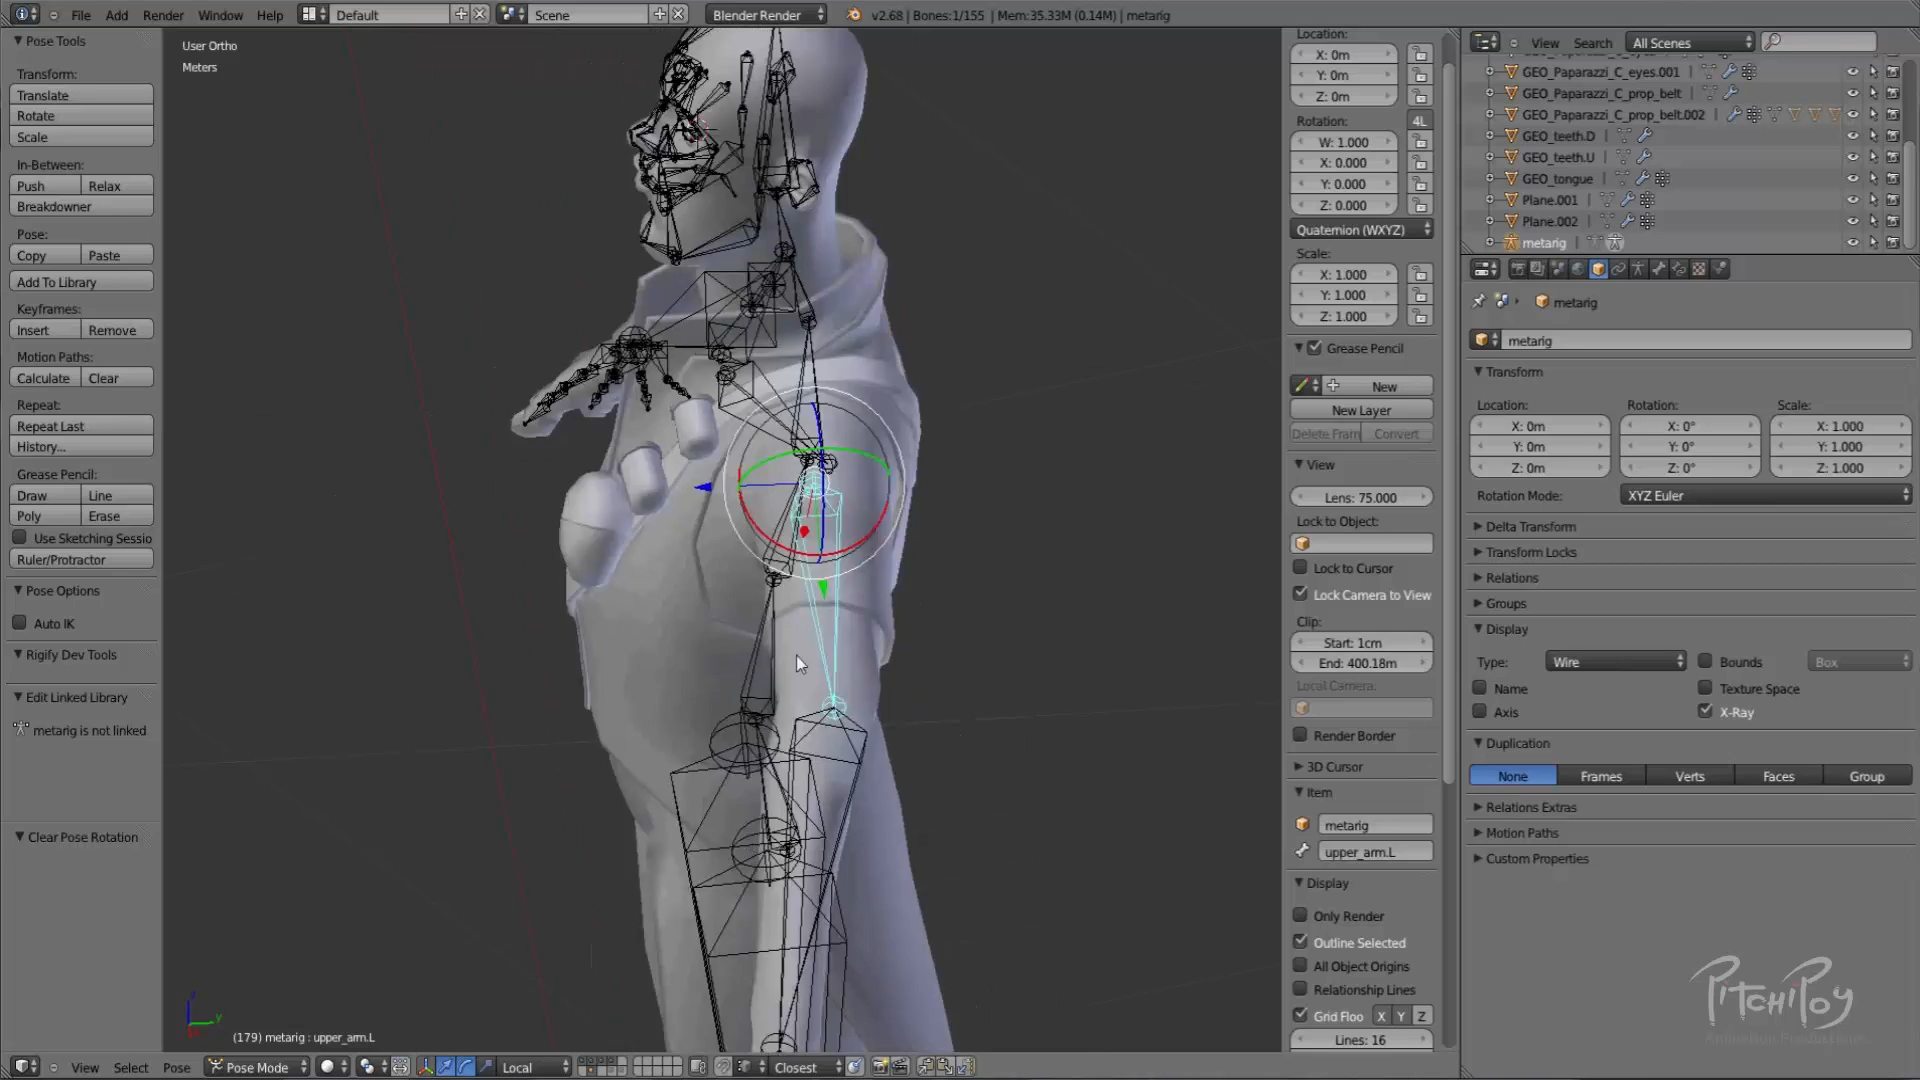 File Add Render Window Help Default Scene Blender Render v2.68 | Bones:1/155 | Mem:35.33M (0.14M) | metarig
Pose Tools
Transform:
Translate
Rotate
Scale
In-Between:
Push Relax
Breakdowner
Pose:
Copy Paste
Add To Library
Keyframes:
Insert Remove
Motion Paths:
Calculate Clear
Repeat:
Repeat Last
History...
Grease Pencil:
Draw Line
Poly Erase
Use Sketching Sessio
Ruler/Protractor
Pose Options
Auto IK
Rigify Dev Tools
Edit Linked Library
metarig is not linked
Clear Pose Rotation
User Ortho
Meters
y
(179) metarig : upper_arm.L
View Select Pose Pose Mode Local Closest
Location:
X: 0m
Y: 0m
Z: 0m
Rotation: 4L
W: 1.000
X: 0.000
Y: 0.000
Z: 0.000
Quaternion (WXYZ)
Scale:
X: 1.000
Y: 1.000
Z: 1.000
Grease Pencil
New
New Layer
Delete Fram Convert
View
Lens: 75.000
Lock to Object:
Lock to Cursor
Lock Camera to View
Clip:
Start: 1cm
End: 400.18m
Local Camera:
Render Border
3D Cursor
Item
metarig
upper_arm.L
Display
Only Render
Outline Selected
All Object Origins
Relationship Lines
Grid Floo X Y Z
Lines: 16
View Search All Scenes
GEO_Paparazzi_C_eyes.001
GEO_Paparazzi_C_prop_belt
GEO_Paparazzi_C_prop_belt.002
GEO_teeth.D
GEO_teeth.U
GEO_tongue
Plane.001
Plane.002
metarig
metarig
metarig
Transform
Location: Rotation: Scale:
X: 0m X: 0° X: 1.000
Y: 0m Y: 0° Y: 1.000
Z: 0m Z: 0° Z: 1.000
Rotation Mode: XYZ Euler
Delta Transform
Transform Locks
Relations
Groups
Display
Type: Wire Bounds Box
Name Texture Space
Axis X-Ray
Duplication
None Frames Verts Faces Group
Relations Extras
Motion Paths
Custom Properties
PitchiPoy